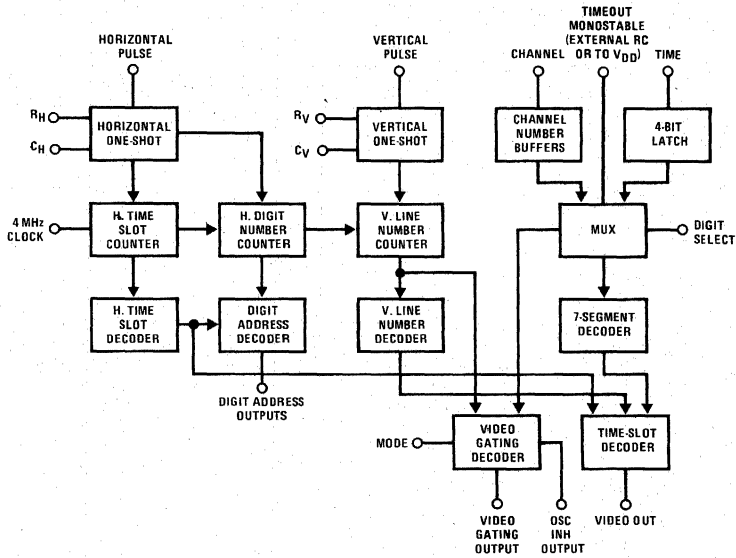 HORIZONTAL
PULSE
VERTICAL
PULSE
TIMEOUT
MONOSTABLE
(EXTERNAL RC
OR TO VDD)
CHANNEL
TIME
RH
CH
HORIZONTAL
ONE-SHOT
RV
CV
VERTICAL
ONE-SHOT
CHANNEL
NUMBER
BUFFERS
4-BIT
LATCH
4 MHz
CLOCK
H. TIME
SLOT
COUNTER
H. DIGIT
NUMBER
COUNTER
V. LINE
NUMBER
COUNTER
MUX
DIGIT
SELECT
H. TIME
SLOT
DECODER
DIGIT
ADDRESS
DECODER
V. LINE
NUMBER
DECODER
7-SEGMENT
DECODER
DIGIT ADDRESS
OUTPUTS
MODE
VIDEO
GATING
DECODER
TIME-SLOT
DECODER
VIDEO
GATING
OUTPUT
OSC
INH
OUTPUT
VIDEO OUT